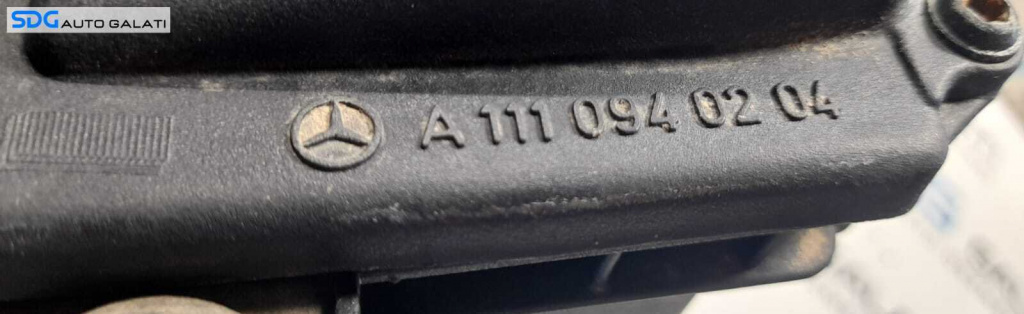 SDG AUTO GALATI
A 111 094 02 04